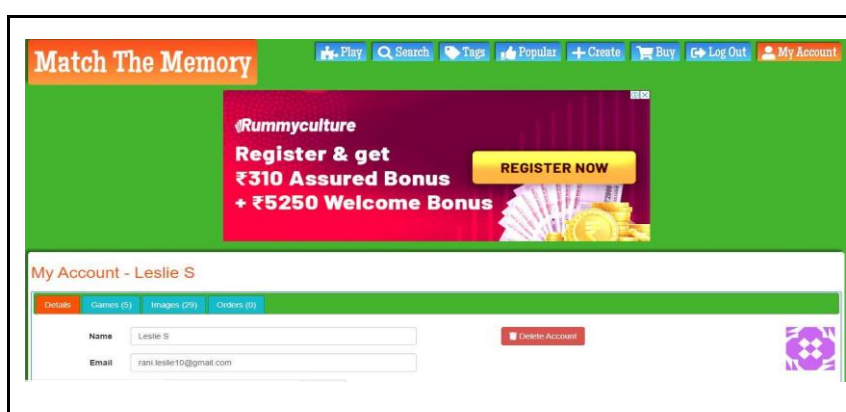 Match The Memory
Play Search Tags Popular Create Buy Log Out My Account
Rummyculture
Register & get
₹310 Assured Bonus
+ ₹5250 Welcome Bonus
REGISTER NOW
My Account - Leslie S
Details Games (5) Images (29) Orders (0)
Name Leslie S Delete Account
Email rani.leslie10@gmail.com